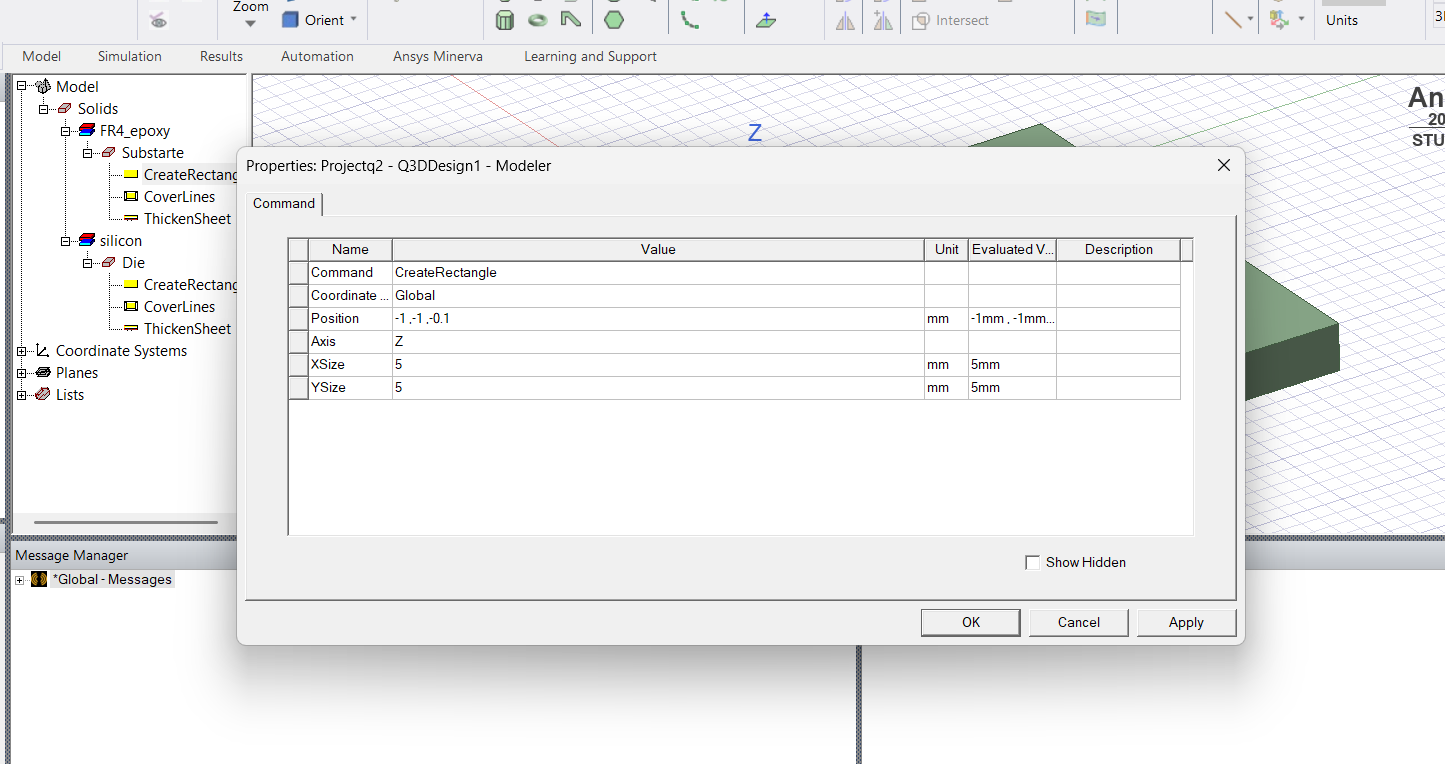 Zoom
Orient
Intersect
Units
Model Simulation Results Automation Ansys Minerva Learning and Support
Model
Solids
FR4_epoxy
Substarte
CreateRectang
CoverLines
ThickenSheet
silicon
Die
CreateRectang
CoverLines
ThickenSheet
Coordinate Systems
Planes
Lists
Z
An
20
STU
Properties: Projectq2 - Q3DDesign1 - Modeler
Command
Name Value Unit Evaluated V... Description
Command CreateRectangle
Coordinate ... Global
Position -1 ,-1 ,-0.1 mm -1mm , -1mm...
Axis Z
XSize 5 mm 5mm
YSize 5 mm 5mm
Show Hidden
OK Cancel Apply
Message Manager
*Global - Messages